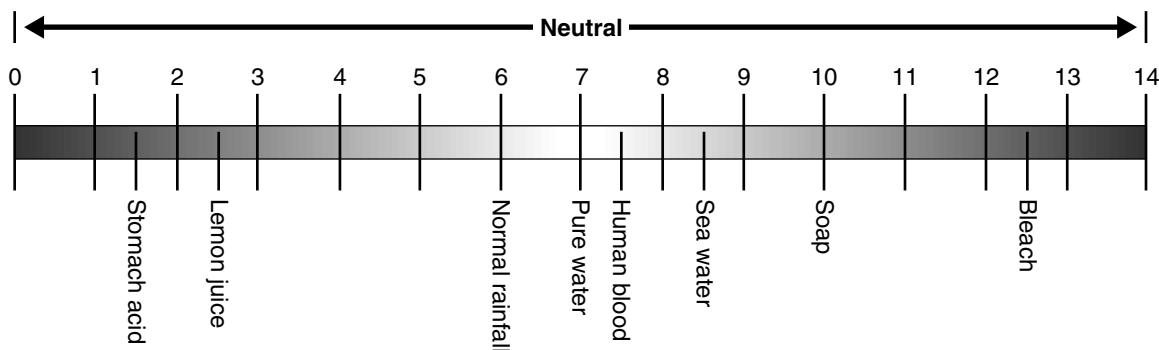 Neutral
0 1 2 3 4 5 6 7 8 9 10 11 12 13 14
Stomach acid
Lemon juice
Normal rainfall
Pure water
Human blood
Sea water
Soap
Bleach